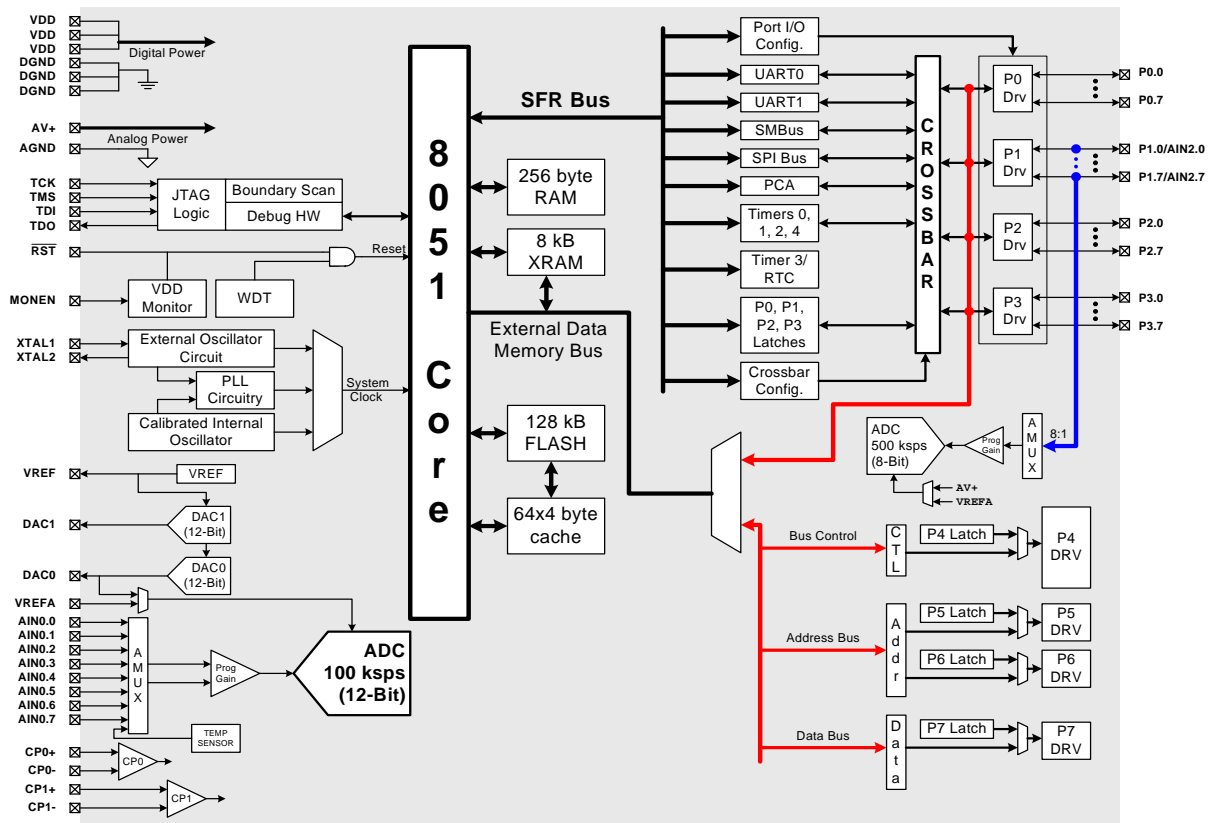 VDD
VDD
VDD
DGND
DGND
DGND
Digital Power
AV+
Analog Power
AGND
TCK
TMS
TDI
TDO
JTAG
Logic
Boundary Scan
Debug HW
RST
Reset
MONEN
VDD
Monitor
WDT
XTAL1
XTAL2
External Oscillator
Circuit
PLL
Circuitry
Calibrated Internal
Oscillator
System
Clock
VREF
VREF
DAC1
DAC1
(12-Bit)
DAC0
DAC0
(12-Bit)
VREFA
AIN0.0
AIN0.1
AIN0.2
AIN0.3
AIN0.4
AIN0.5
AIN0.6
AIN0.7
AMUX
Prog
Gain
ADC
100 ksps
(12-Bit)
TEMP
SENSOR
CP0+
CP0-
CP0
CP1+
CP1-
CP1
8051 Core
SFR Bus
256 byte
RAM
8 kB
XRAM
External Data
Memory Bus
128 kB
FLASH
64x4 byte
cache
Port I/O
Config.
UART0
UART1
SMBus
SPI Bus
PCA
Timers 0,
1, 2, 4
Timer 3/
RTC
P0, P1,
P2, P3
Latches
Crossbar
Config.
CROSSBAR
P0
Drv
P1
Drv
P2
Drv
P3
Drv
P0.0
P0.7
P1.0/AIN2.0
P1.7/AIN2.7
P2.0
P2.7
P3.0
P3.7
ADC
500 ksps
(8-Bit)
Prog
Gain
AMUX
8:1
AV+
VREFA
Bus Control
CTL
P4 Latch
P4
DRV
Address Bus
Addr
P5 Latch
P5
DRV
P6 Latch
P6
DRV
Data Bus
Data
P7 Latch
P7
DRV